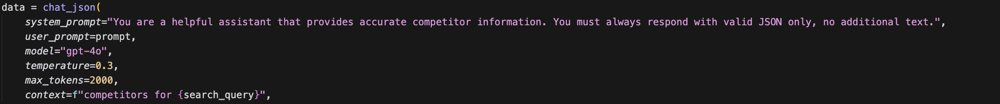 data = chat_json(
    system_prompt="You are a helpful assistant that provides accurate competitor information. You must always respond with valid JSON only, no additional text.",
    user_prompt=prompt,
    model="gpt-4o",
    temperature=0.3,
    max_tokens=2000,
    context=f"competitors for {search_query}",